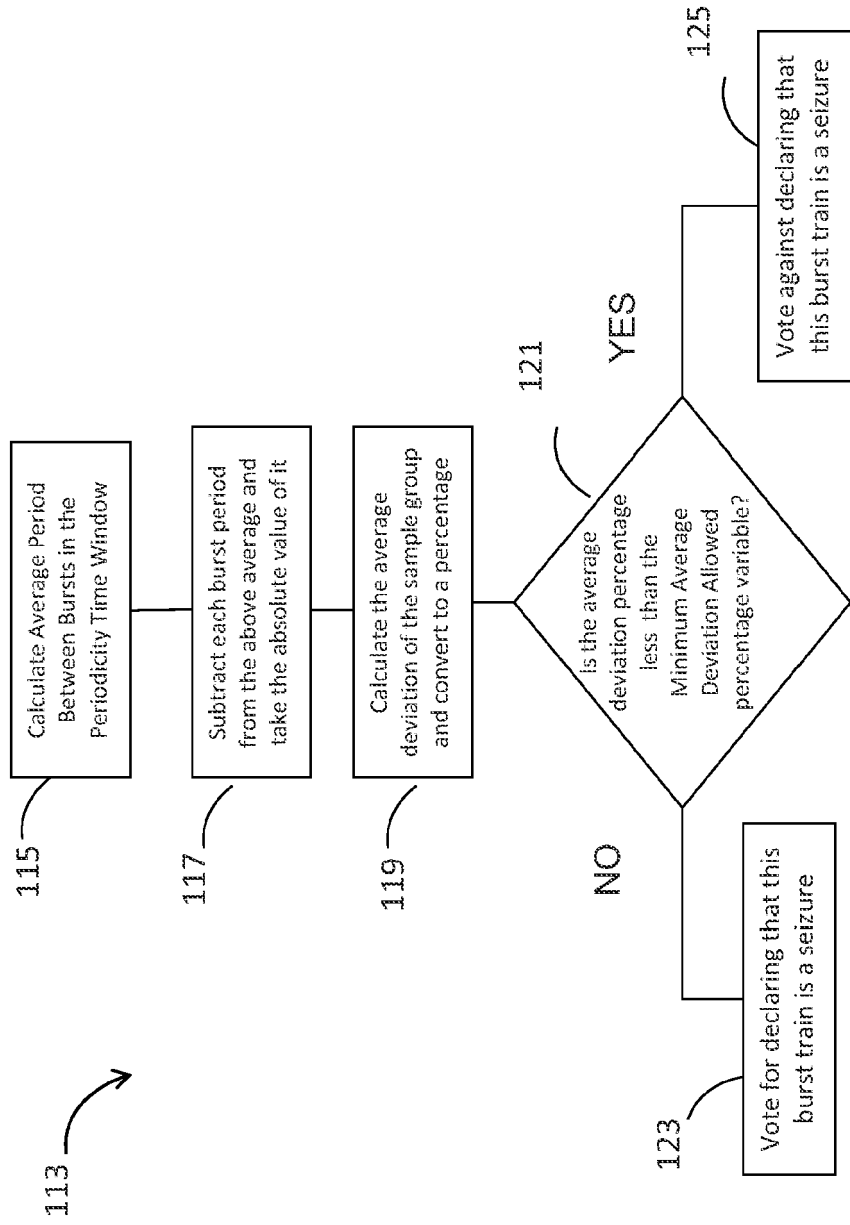 113
115
Calculate Average Period
Between Bursts in the
Periodicity Time Window
117
Subtract each burst period
from the above average and
take the absolute value of it
119
Calculate the average
deviation of the sample group
and convert to a percentage
121
Is the average
deviation percentage
less than the
Minimum Average
Deviation Allowed
percentage variable?
NO
YES
123
Vote for declaring that this
burst train is a seizure
125
Vote against declaring that
this burst train is a seizure